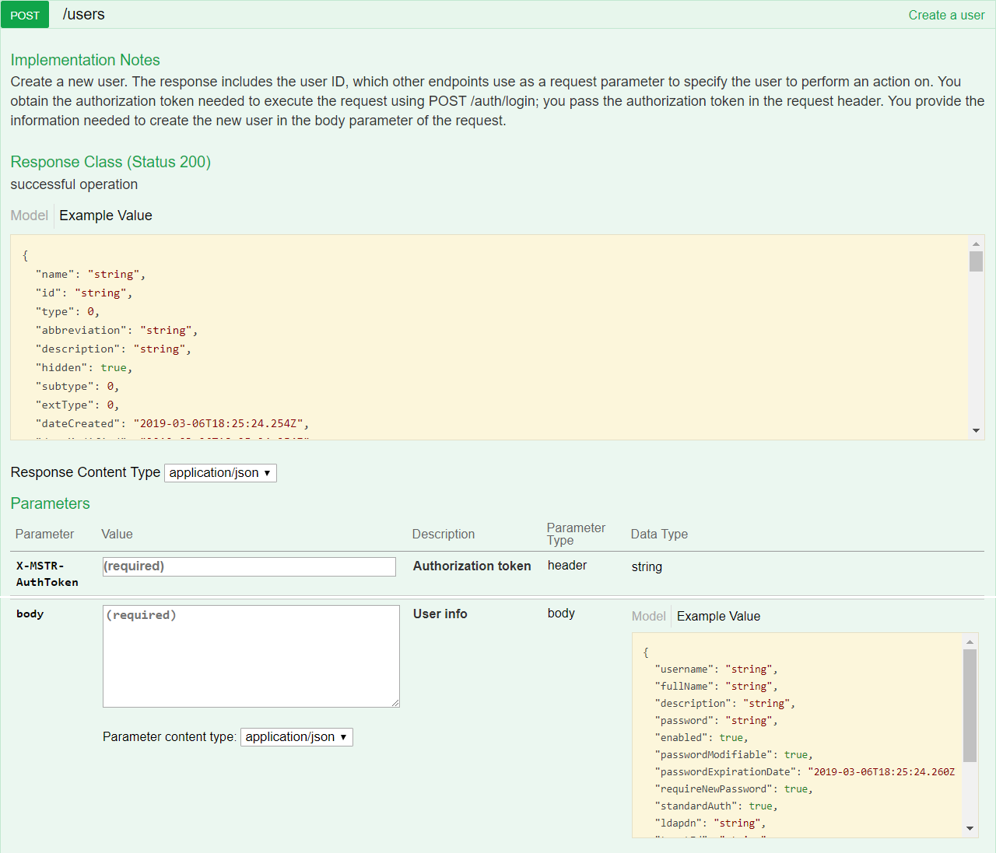 POST /users Create a user
Implementation Notes
Create a new user. The response includes the user ID, which other endpoints use as a request parameter to specify the user to perform an action on. You
obtain the authorization token needed to execute the request using POST /auth/login; you pass the authorization token in the request header. You provide the
information needed to create the new user in the body parameter of the request.
Response Class (Status 200)
successful operation
Model Example Value
{
"name": "string",
"id": "string",
"type": 0,
"abbreviation": "string",
"description": "string",
"hidden": true,
"subtype": 0,
"extType": 0,
"dateCreated": "2019-03-06T18:25:24.254Z",
Response Content Type application/json
Parameters
Parameter Value Description Parameter Type Data Type
X-MSTR-AuthToken (required) Authorization token header string
body (required) User info body
Model Example Value
{
"username": "string",
"fullName": "string",
"description": "string",
"password": "string",
"enabled": true,
"passwordModifiable": true,
"passwordExpirationDate": "2019-03-06T18:25:24.260Z
"requireNewPassword": true,
"standardAuth": true,
"ldapdn": "string",
Parameter content type: application/json